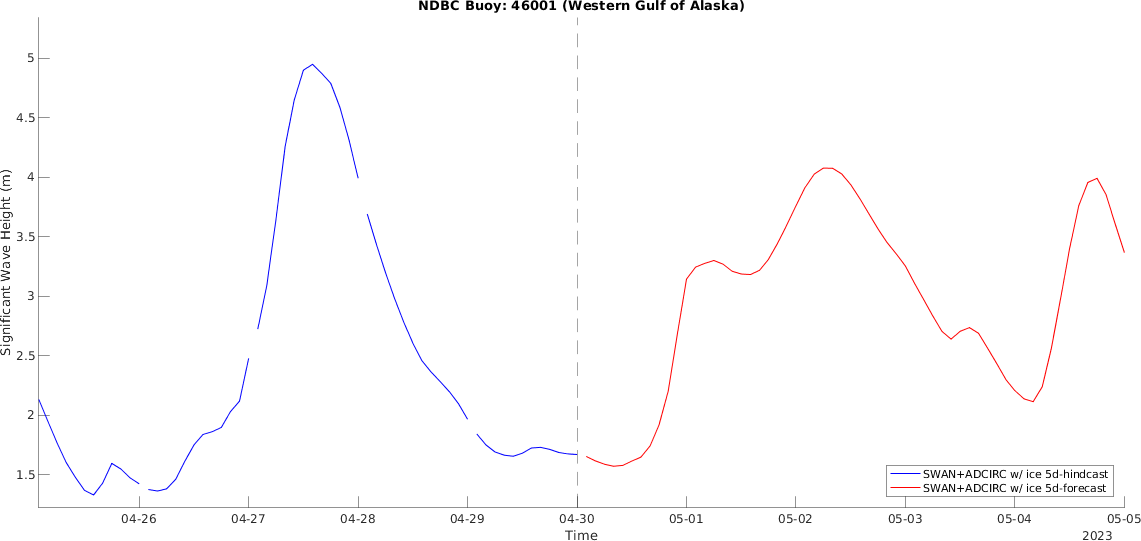 NDBC Buoy: 46001 (Western Gulf of Alaska)
5
4.5
4
3.5
3
2.5
2
1.5
Significant Wave Height (m)
SWAN+ADCIRC w/ ice 5d-hindcast
SWAN+ADCIRC w/ ice 5d-forecast
04-26 04-27 04-28 04-29 04-30 05-01 05-02 05-03 05-04 05-05
Time
2023